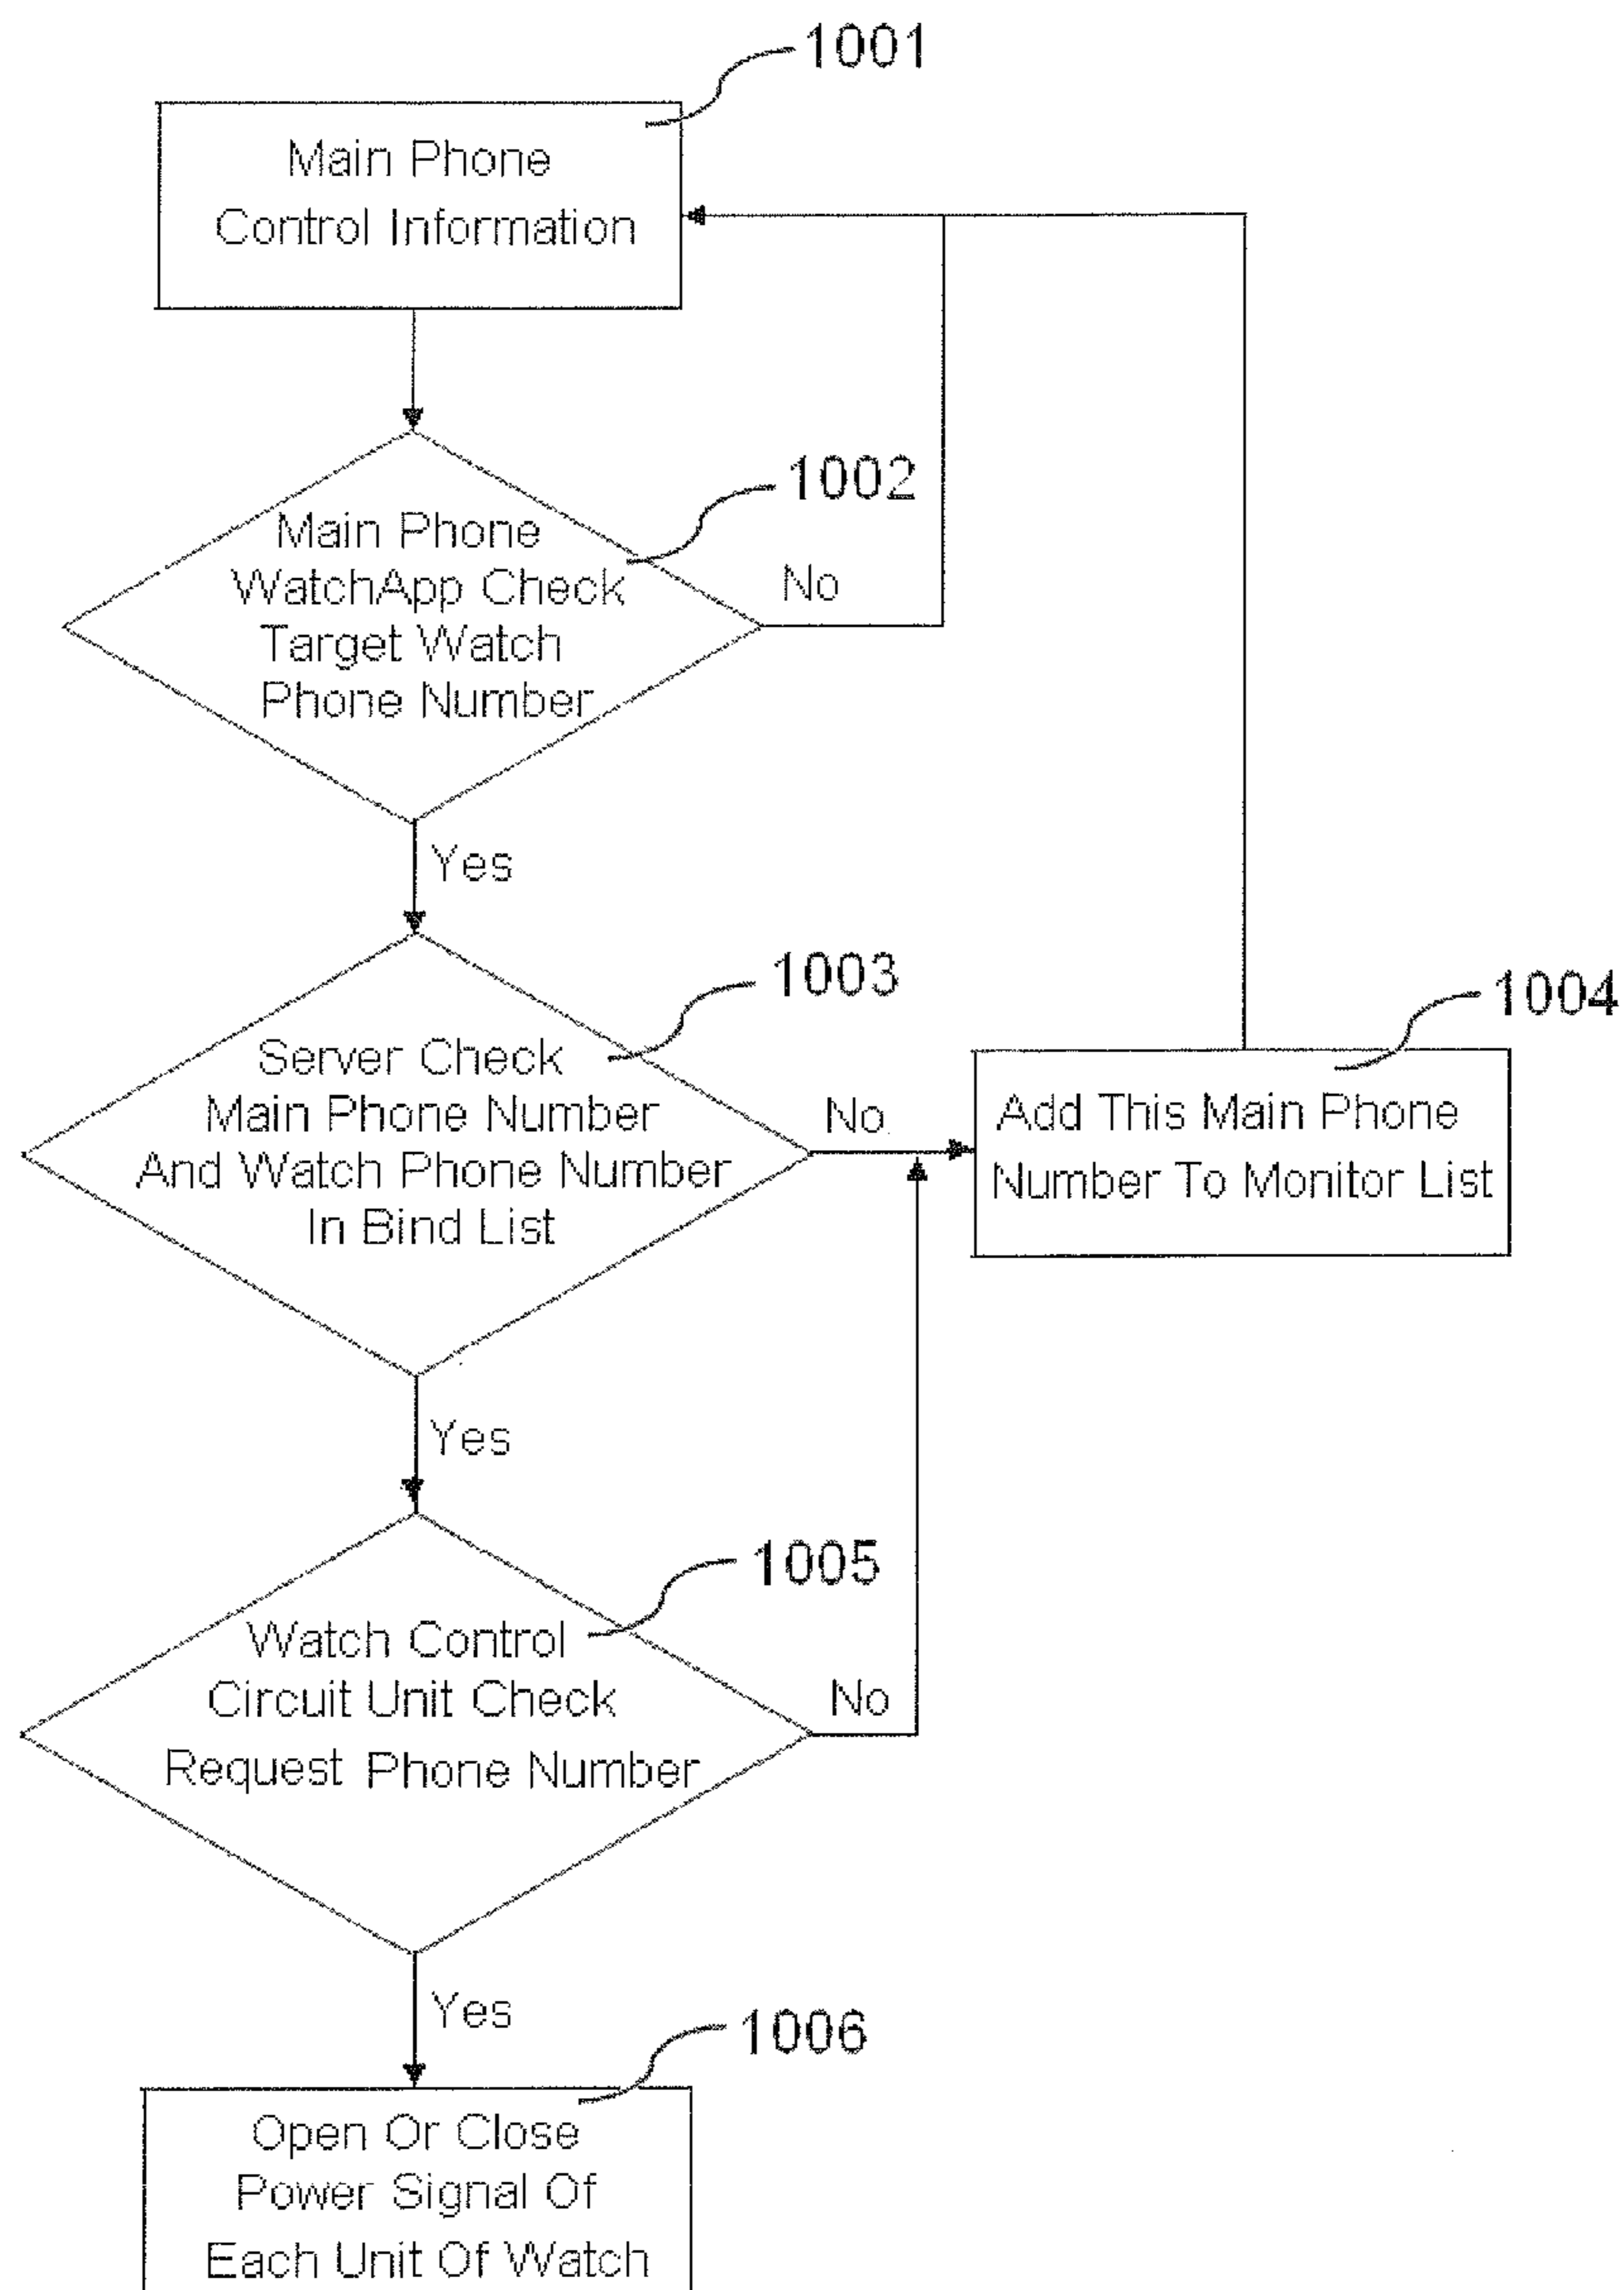 1001
Main Phone
Control Information
1002
Main Phone
WatchApp Check
Target Watch
Phone Number
No
Yes
1003
Server Check
Main Phone Number
And Watch Phone Number
In Bind List
No
1004
Add This Main Phone
Number To Monitor List
Yes
1005
Watch Control
Circuit Unit Check
Request Phone Number
No
Yes
1006
Open Or Close
Power Signal Of
Each Unit Of Watch